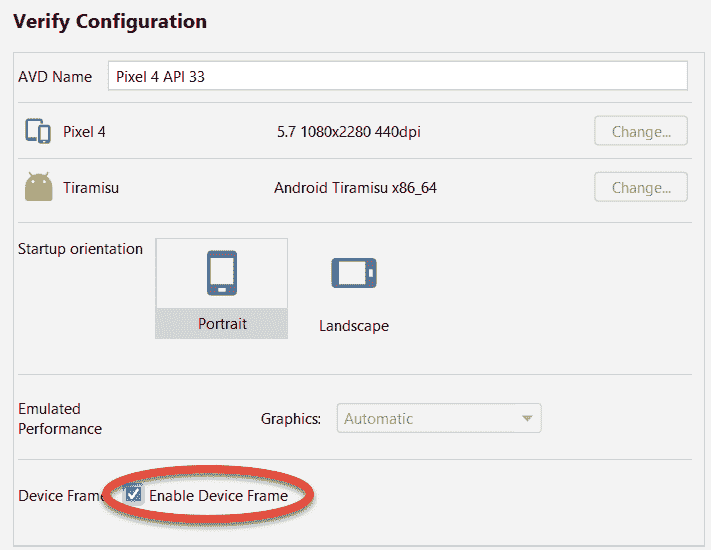 Verify Configuration
AVD Name Pixel 4 API 33
Pixel 4 5.7 1080x2280 440dpi Change...
Tiramisu Android Tiramisu x86_64 Change...
Startup orientation
Portrait
Landscape
Emulated
Performance
Graphics: Automatic
Device Frame Enable Device Frame